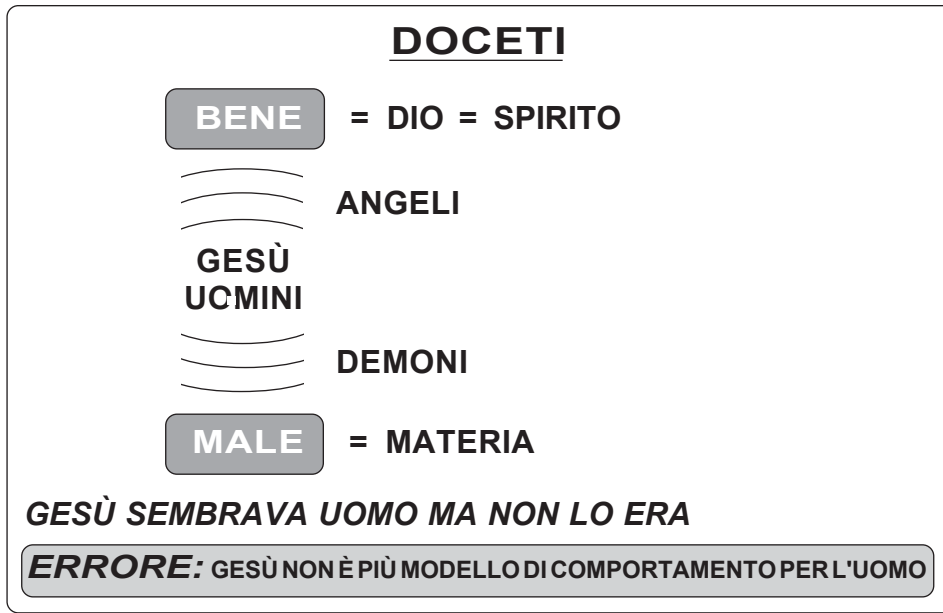 DOCETI
BENE = DIO = SPIRITO
ANGELI
GESÙ
UOMINI
DEMONI
MALE = MATERIA
GESÙ SEMBRAVA UOMO MA NON LO ERA
ERRORE: GESÙ NON È PIÙ MODELLO DI COMPORTAMENTO PER L'UOMO